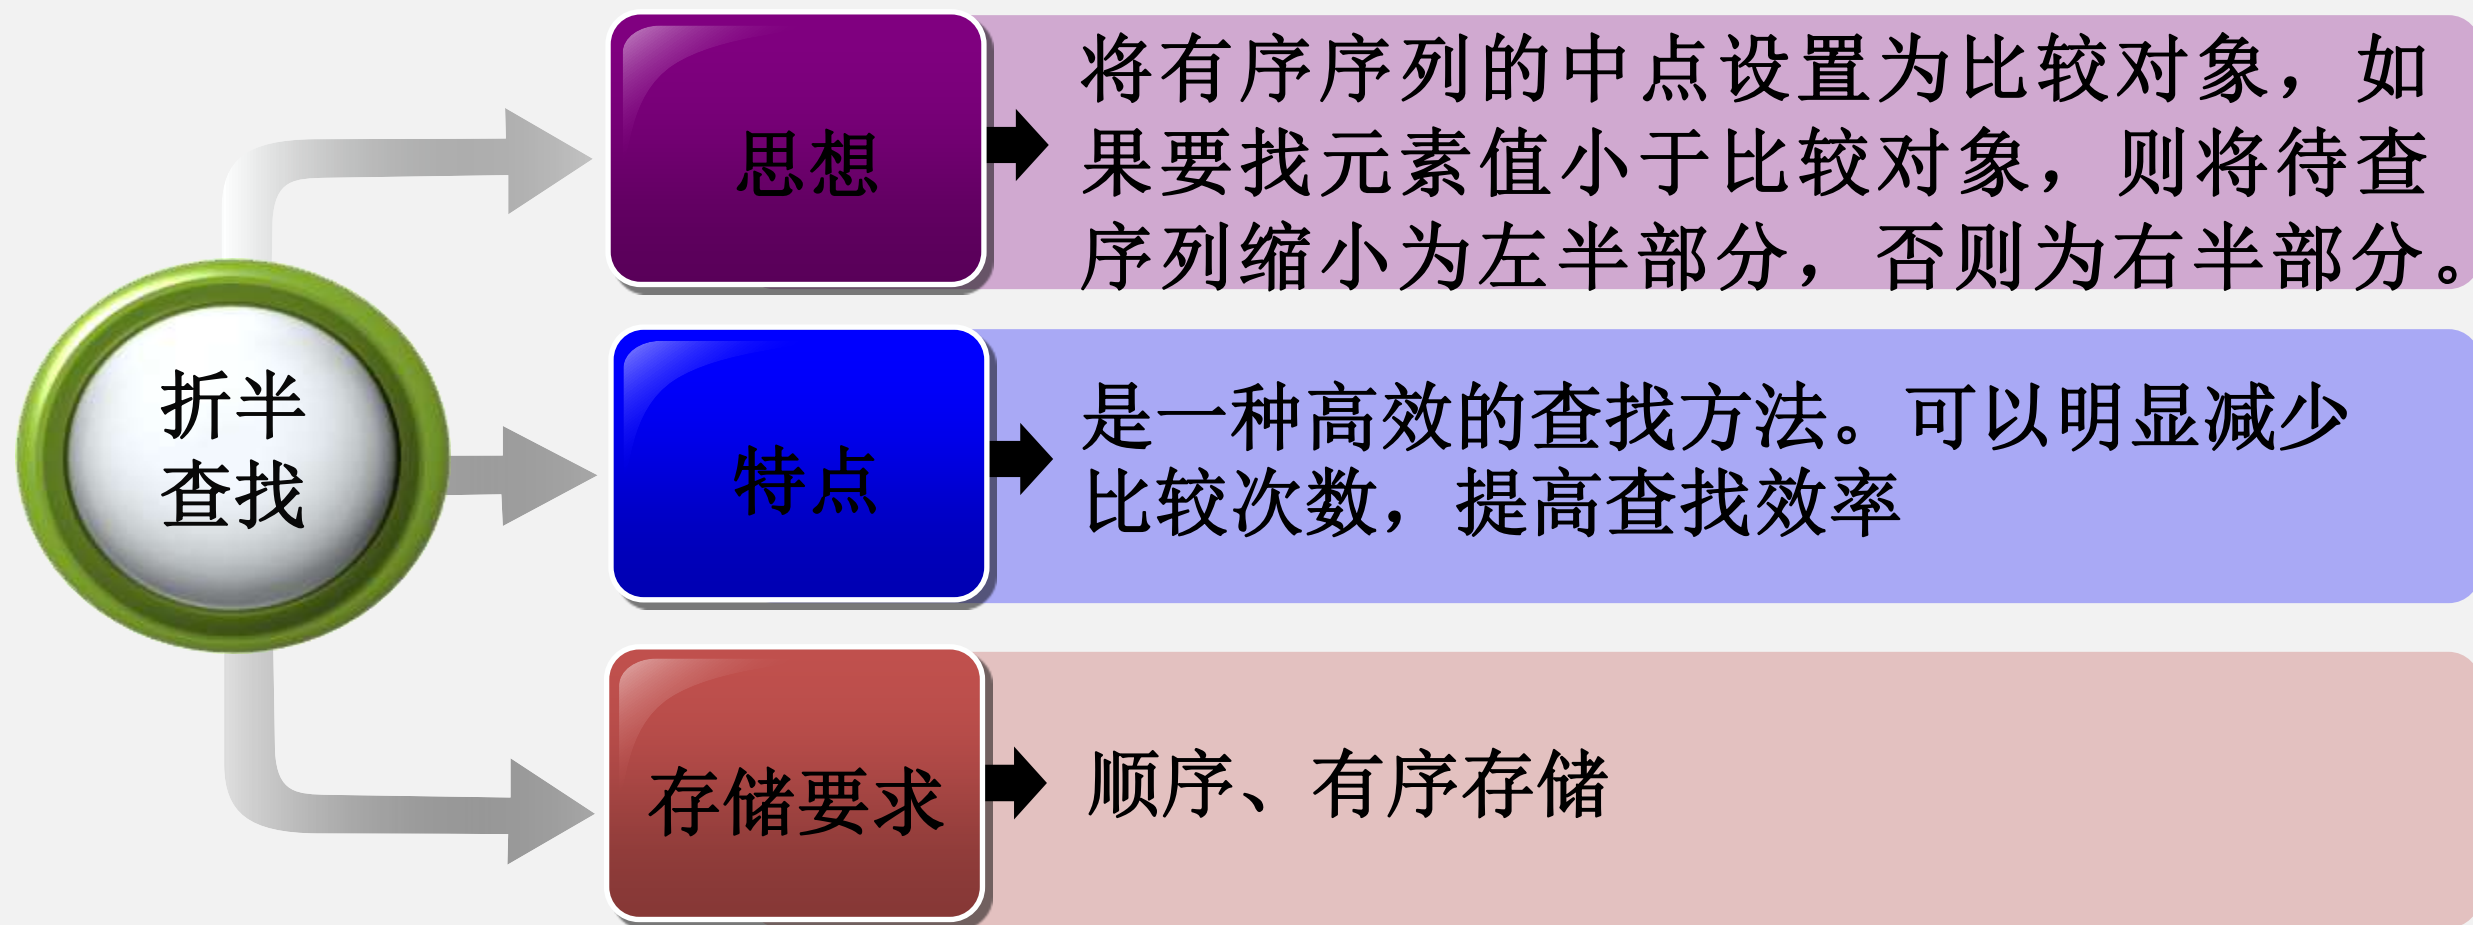 折半
查找
思想
将有序序列的中点设置为比较对象，如
果要找元素值小于比较对象，则将待查
序列缩小为左半部分，否则为右半部分。
特点
是一种高效的查找方法。可以明显减少
比较次数，提高查找效率
存储要求
顺序、有序存储